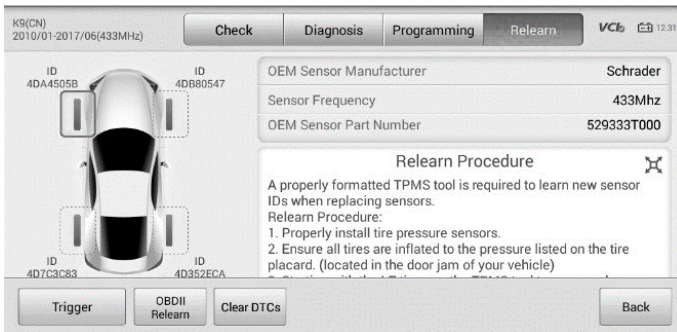 K9(CN)
2010/01-2017/06(433MHz)
Check
Diagnosis
Programming
Relearn
VCI
12.31
ID
4DA4505B
ID
4DB80547
ID
4D7C3C83
ID
4D352ECA
OEM Sensor Manufacturer
Schrader
Sensor Frequency
433Mhz
OEM Sensor Part Number
529333T000
Relearn Procedure
A properly formatted TPMS tool is required to learn new sensor
IDs when replacing sensors.
Relearn Procedure:
1. Properly install tire pressure sensors.
2. Ensure all tires are inflated to the pressure listed on the tire
placard. (located in the door jam of your vehicle)
Trigger
OBDII
Relearn
Clear DTCs
Back